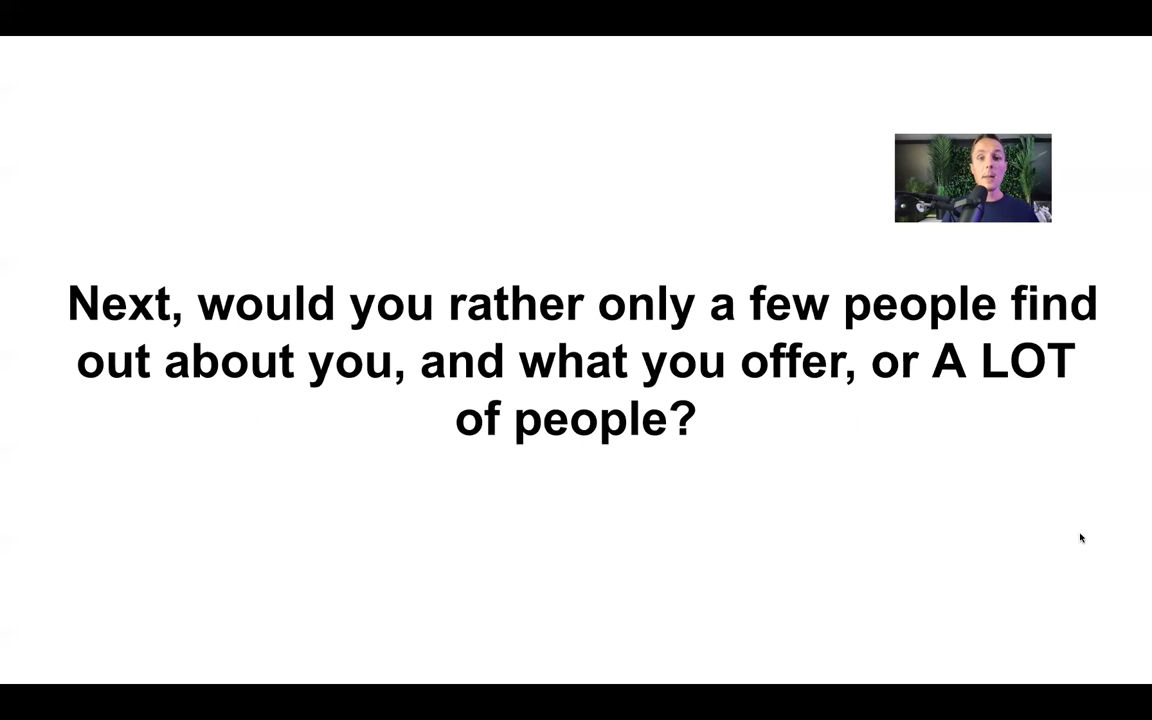 Next, would you rather only a few people find
out about you, and what you offer, or A LOT
of people?